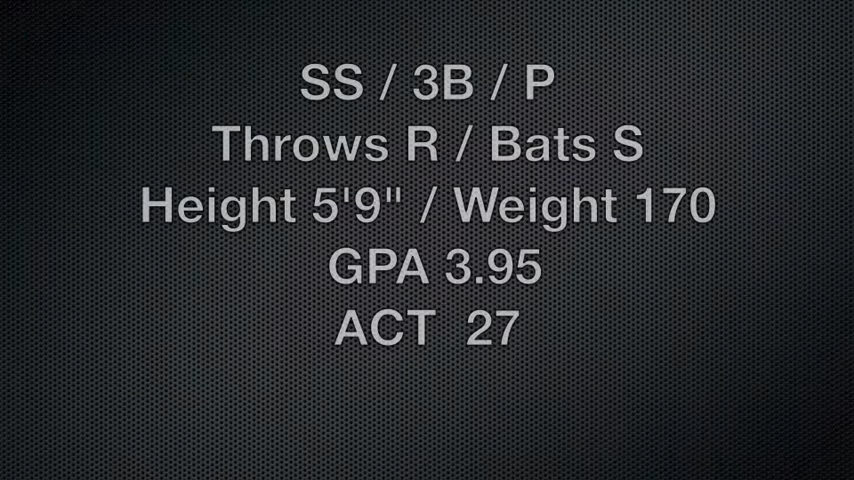 SS / 3B / P
Throws R / Bats S
Height 5'9" / Weight 170
GPA 3.95
ACT 27